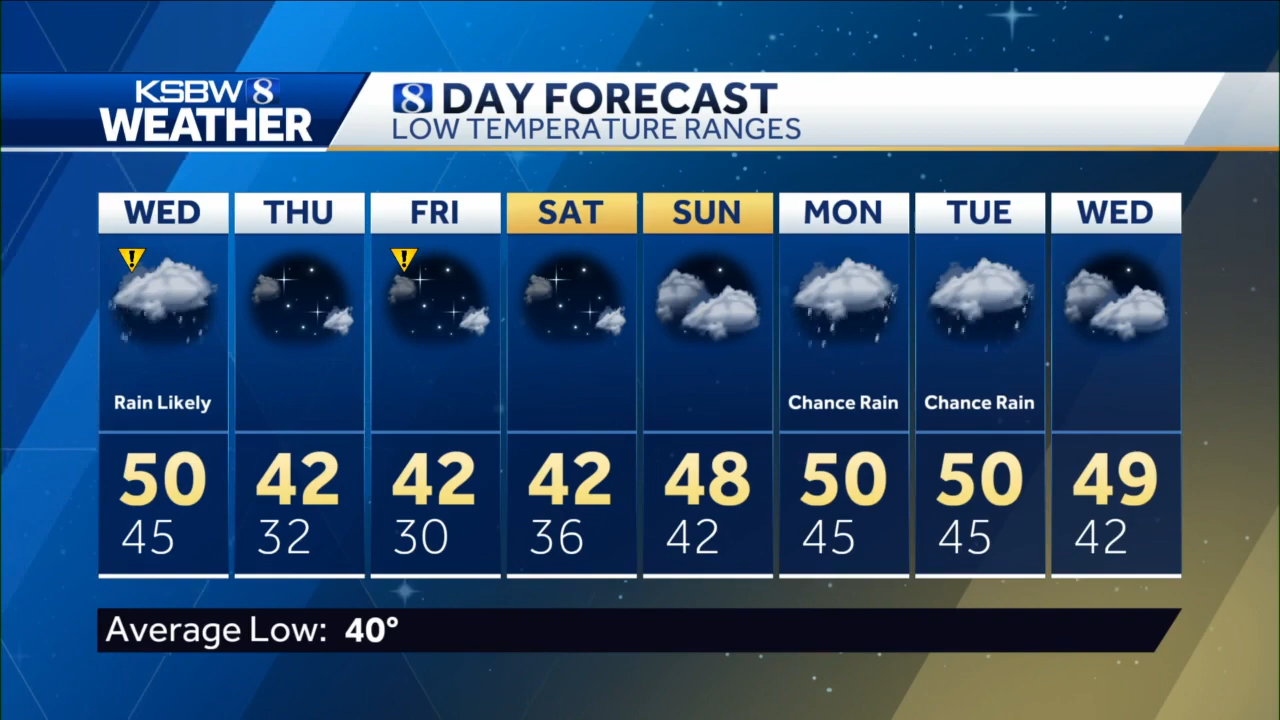 KSBW 8
WEATHER
8 DAY FORECAST
LOW TEMPERATURE RANGES
WED THU FRI SAT SUN MON TUE WED
! !
Rain Likely Chance Rain Chance Rain
50 42 42 42 48 50 50 49
45 32 30 36 42 45 45 42
Average Low: 40°